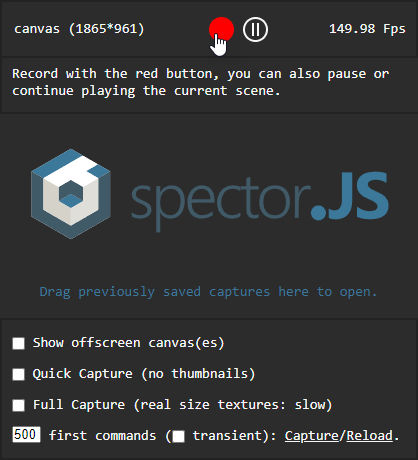 canvas (1865*961) 149.98 Fps
Record with the red button, you can also pause or
continue playing the current scene.
spector.JS
Drag previously saved captures here to open.
Show offscreen canvas(es)
Quick Capture (no thumbnails)
Full Capture (real size textures: slow)
500 first commands ( transient): Capture/Reload.